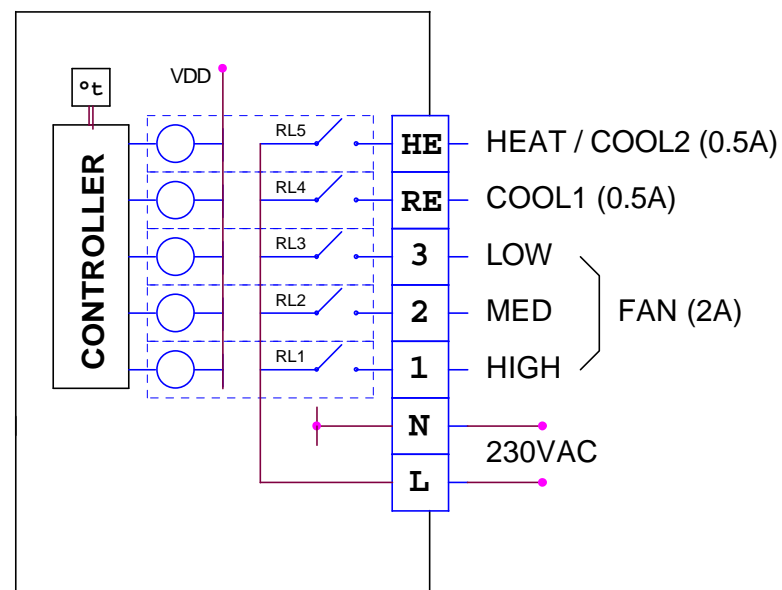 VDD
°t
CONTROLLER
RL5 HE HEAT / COOL2 (0.5A)
RL4 RE COOL1 (0.5A)
RL3 3 LOW
RL2 2 MED FAN (2A)
RL1 1 HIGH
N
230VAC
L